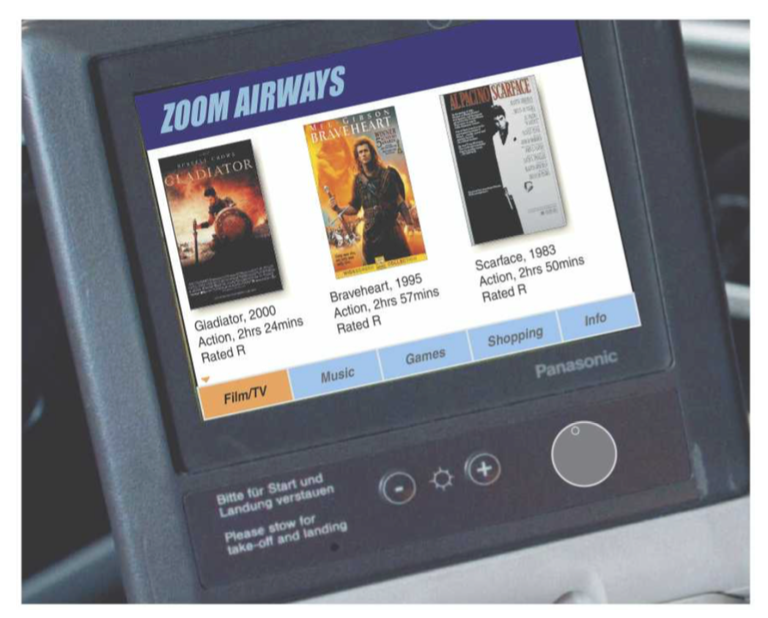 ZOOM AIRWAYS
RUSSELL CROWE
GLADIATOR
MEL GIBSON
BRAVEHEART
WINNER
AL PACINO SCARFACE
Gladiator, 2000
Action, 2hrs 24mins
Rated R
Braveheart, 1995
Action, 2hrs 57mins
Rated R
Scarface, 1983
Action, 2hrs 50mins
Rated R
Film/TV
Music
Games
Shopping
Info
Panasonic
Bitte für Start und
Landung verstauen
Please stow for
take-off and landing
-
+